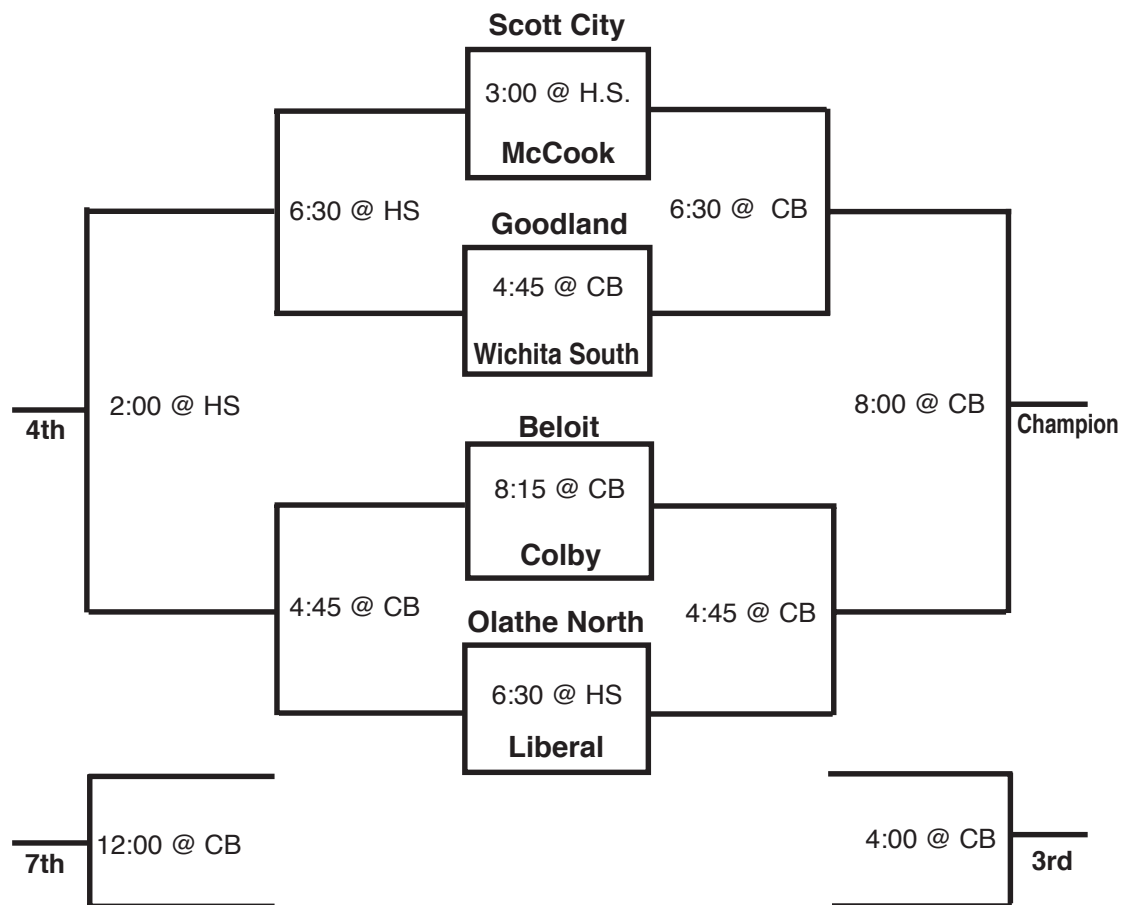 Scott City
3:00 @ H.S.
McCook
6:30 @ HS
6:30 @ CB
Goodland
4:45 @ CB
Wichita South
2:00 @ HS
8:00 @ CB
4th
Champion
Beloit
8:15 @ CB
Colby
4:45 @ CB
4:45 @ CB
Olathe North
6:30 @ HS
Liberal
12:00 @ CB
4:00 @ CB
7th
3rd